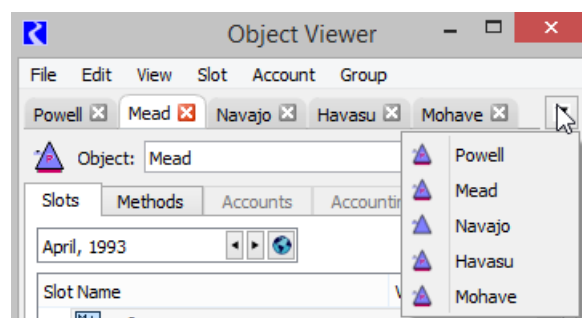 Object Viewer
File Edit View Slot Account Group
Powell Mead Navajo Havasu Mohave
Object: Mead
Powell
Slots Methods Accounts
Mead
Navajo
April, 1993
Havasu
Slot Name
Mohave